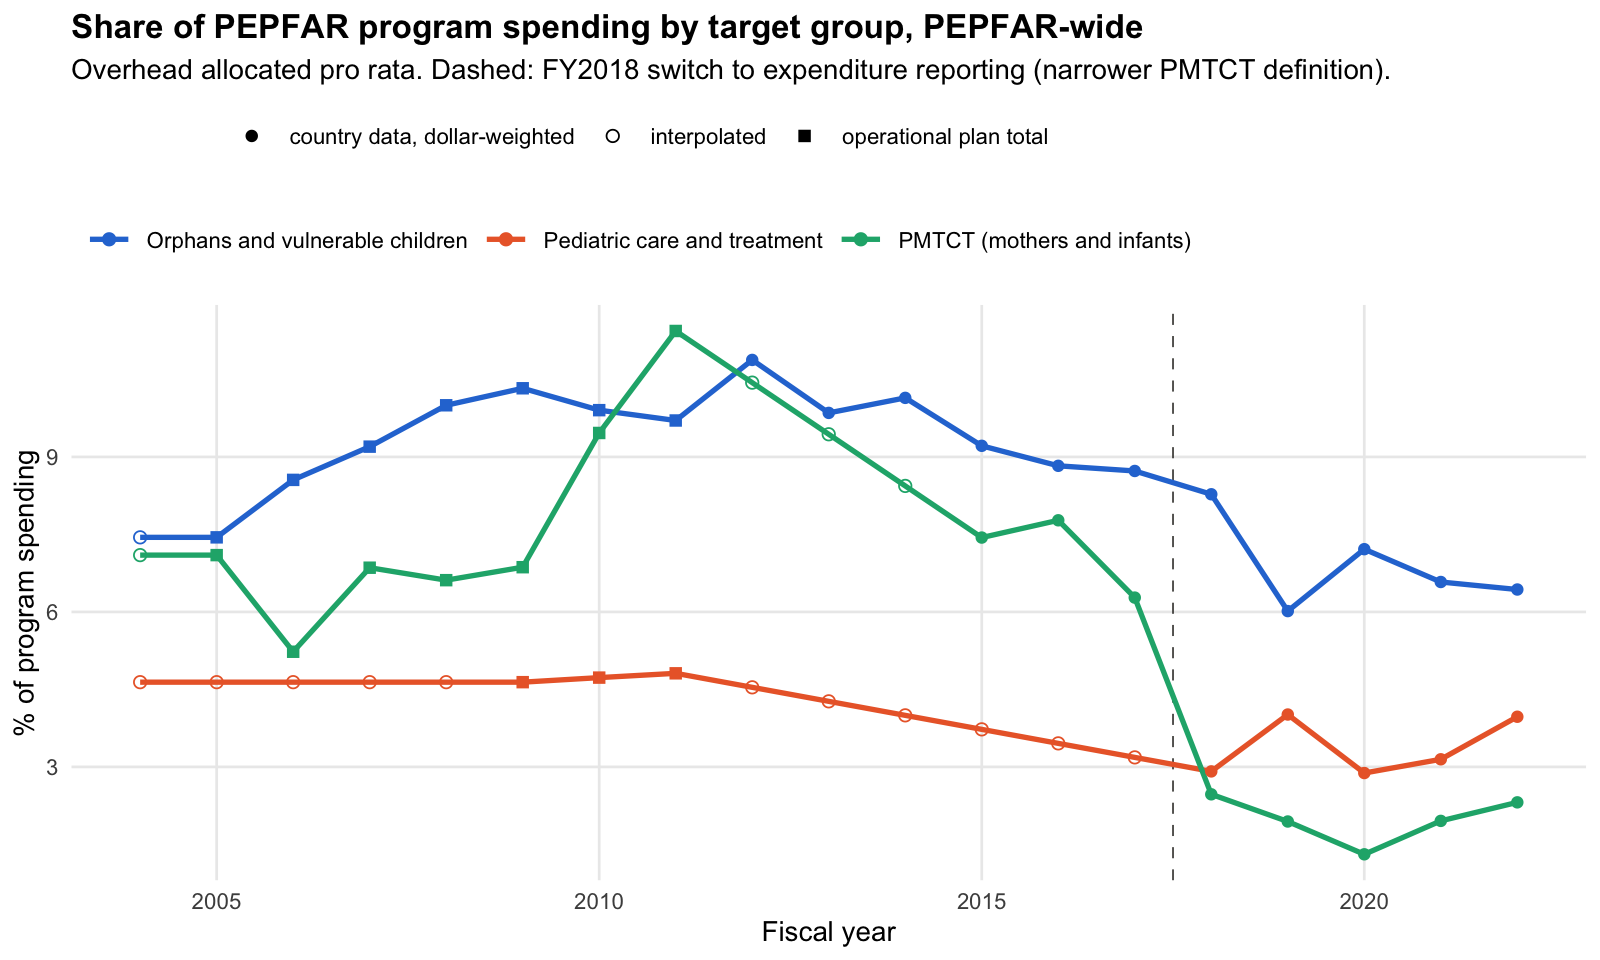 Share of PEPFAR program spending by target group, PEPFAR-wide
Overhead allocated pro rata. Dashed: FY2018 switch to expenditure reporting (narrower PMTCT definition).
country data, dollar-weighted interpolated operational plan total
Orphans and vulnerable children Pediatric care and treatment PMTCT (mothers and infants)
% of program spending
9
6
3
2005 2010 2015 2020
Fiscal year